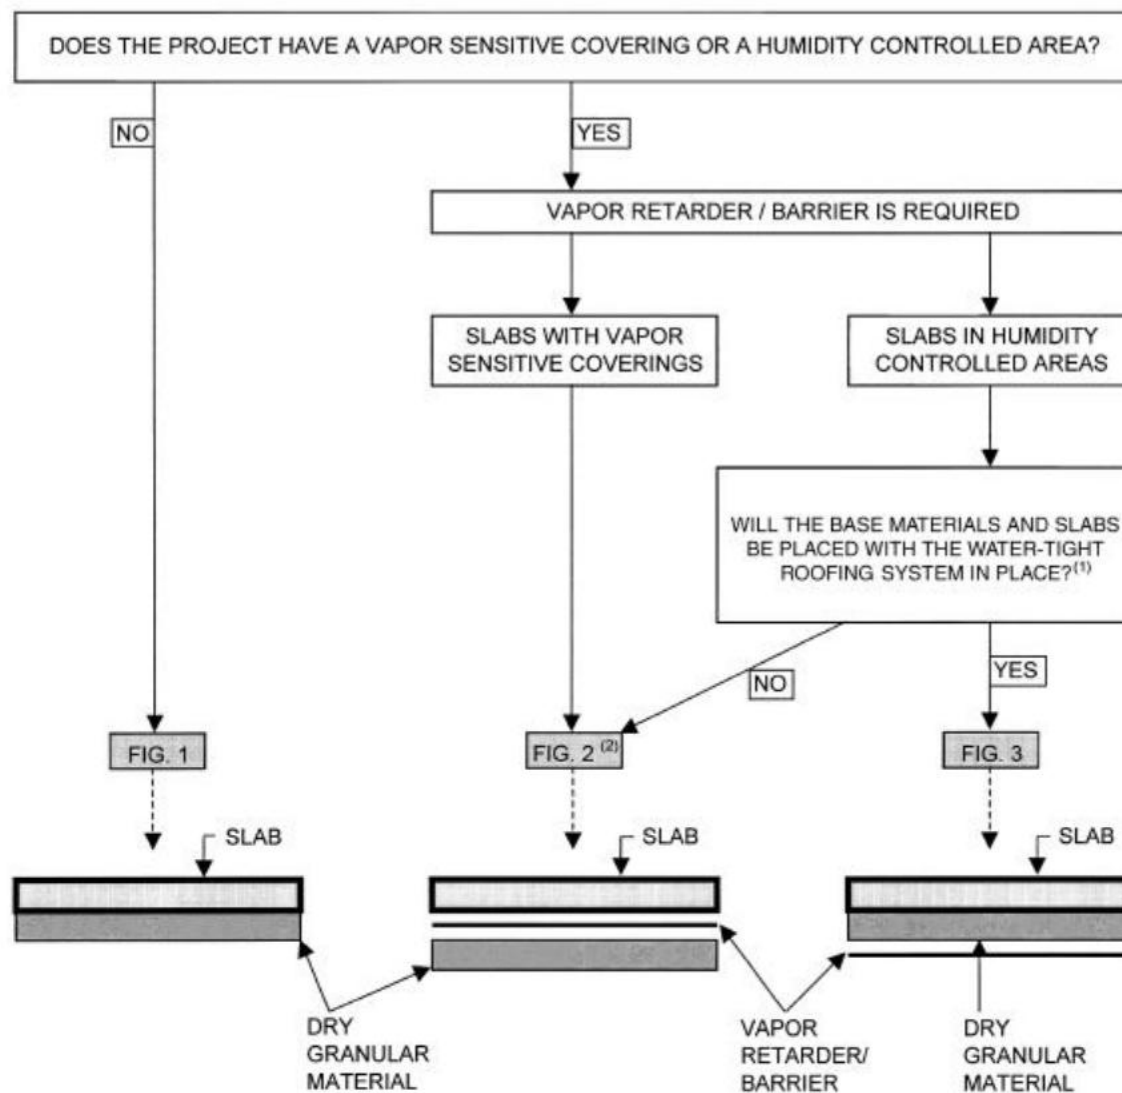 DOES THE PROJECT HAVE A VAPOR SENSITIVE COVERING OR A HUMIDITY CONTROLLED AREA?
NO
YES
VAPOR RETARDER / BARRIER IS REQUIRED
SLABS WITH VAPOR
SENSITIVE COVERINGS
SLABS IN HUMIDITY
CONTROLLED AREAS
WILL THE BASE MATERIALS AND SLABS
BE PLACED WITH THE WATER-TIGHT
ROOFING SYSTEM IN PLACE?(1)
NO
YES
FIG. 1
FIG. 2 (2)
FIG. 3
SLAB
SLAB
SLAB
DRY
GRANULAR
MATERIAL
VAPOR
RETARDER/
BARRIER
DRY
GRANULAR
MATERIAL